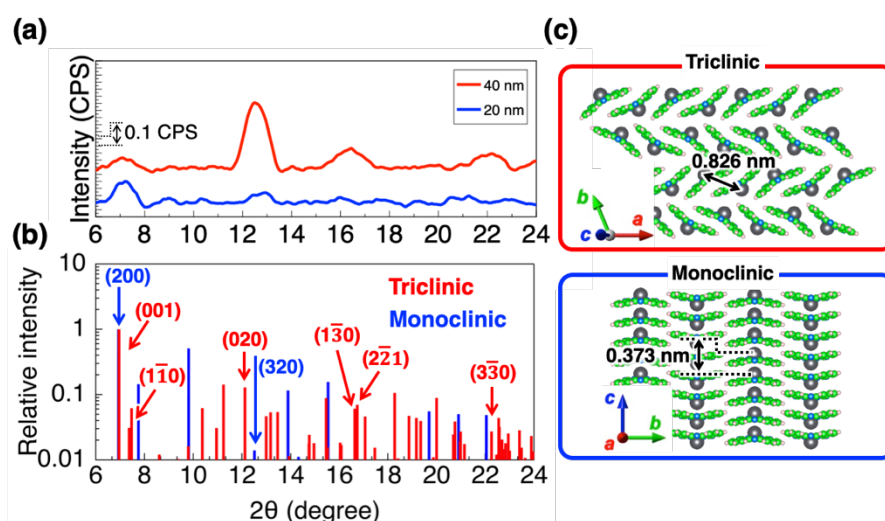 (a)
Intensity (CPS)
0.1 CPS
40 nm
20 nm
6 8 10 12 14 16 18 20 22 24
(b)
Relative intensity
10
1
0.1
0.01
(200)
(001)
(11̅0)
(020)
(320)
(13̅0)
(22̅1)
(33̅0)
Triclinic
Monoclinic
6 8 10 12 14 16 18 20 22 24
2θ (degree)
(c)
Triclinic
0.826 nm
b
c
a
Monoclinic
0.373 nm
c
a
b